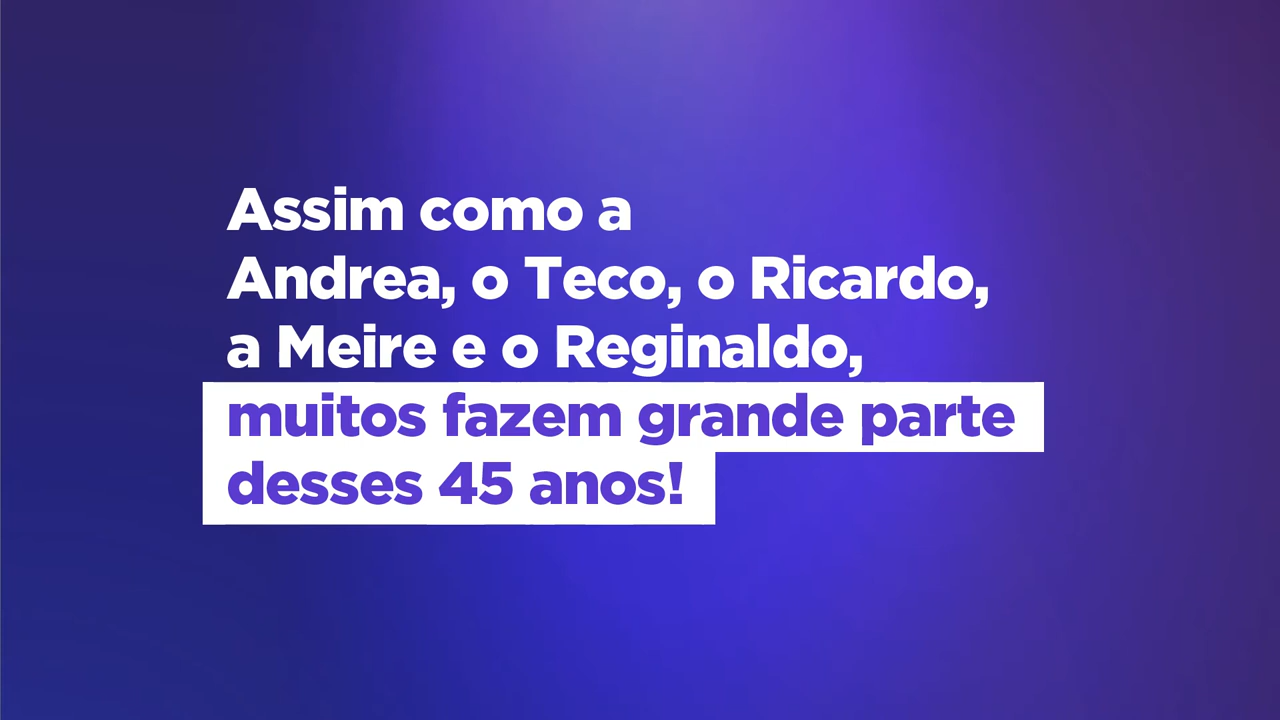 Assim como a
Andrea, o Teco, o Ricardo,
a Meire e o Reginaldo,
muitos fazem grande parte
desses 45 anos!